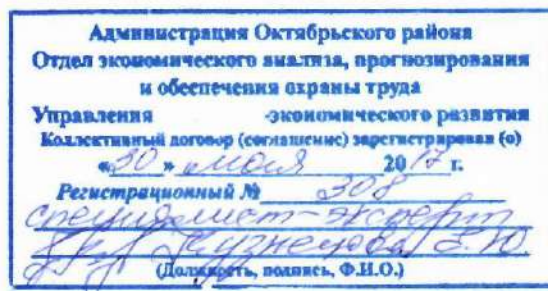 Администрация Октябрьского района
Отдел экономического анализа, прогнозирования
и обеспечения охраны труда
Управления -экономического развития
Коллективный договор (соглашение) зарегистрирован (о)
«30» мая 2017 г.
Регистрационный № 308
специалист-эксперт
Кузнецова Е.Ю
(Должность, подпись, Ф.И.О.)